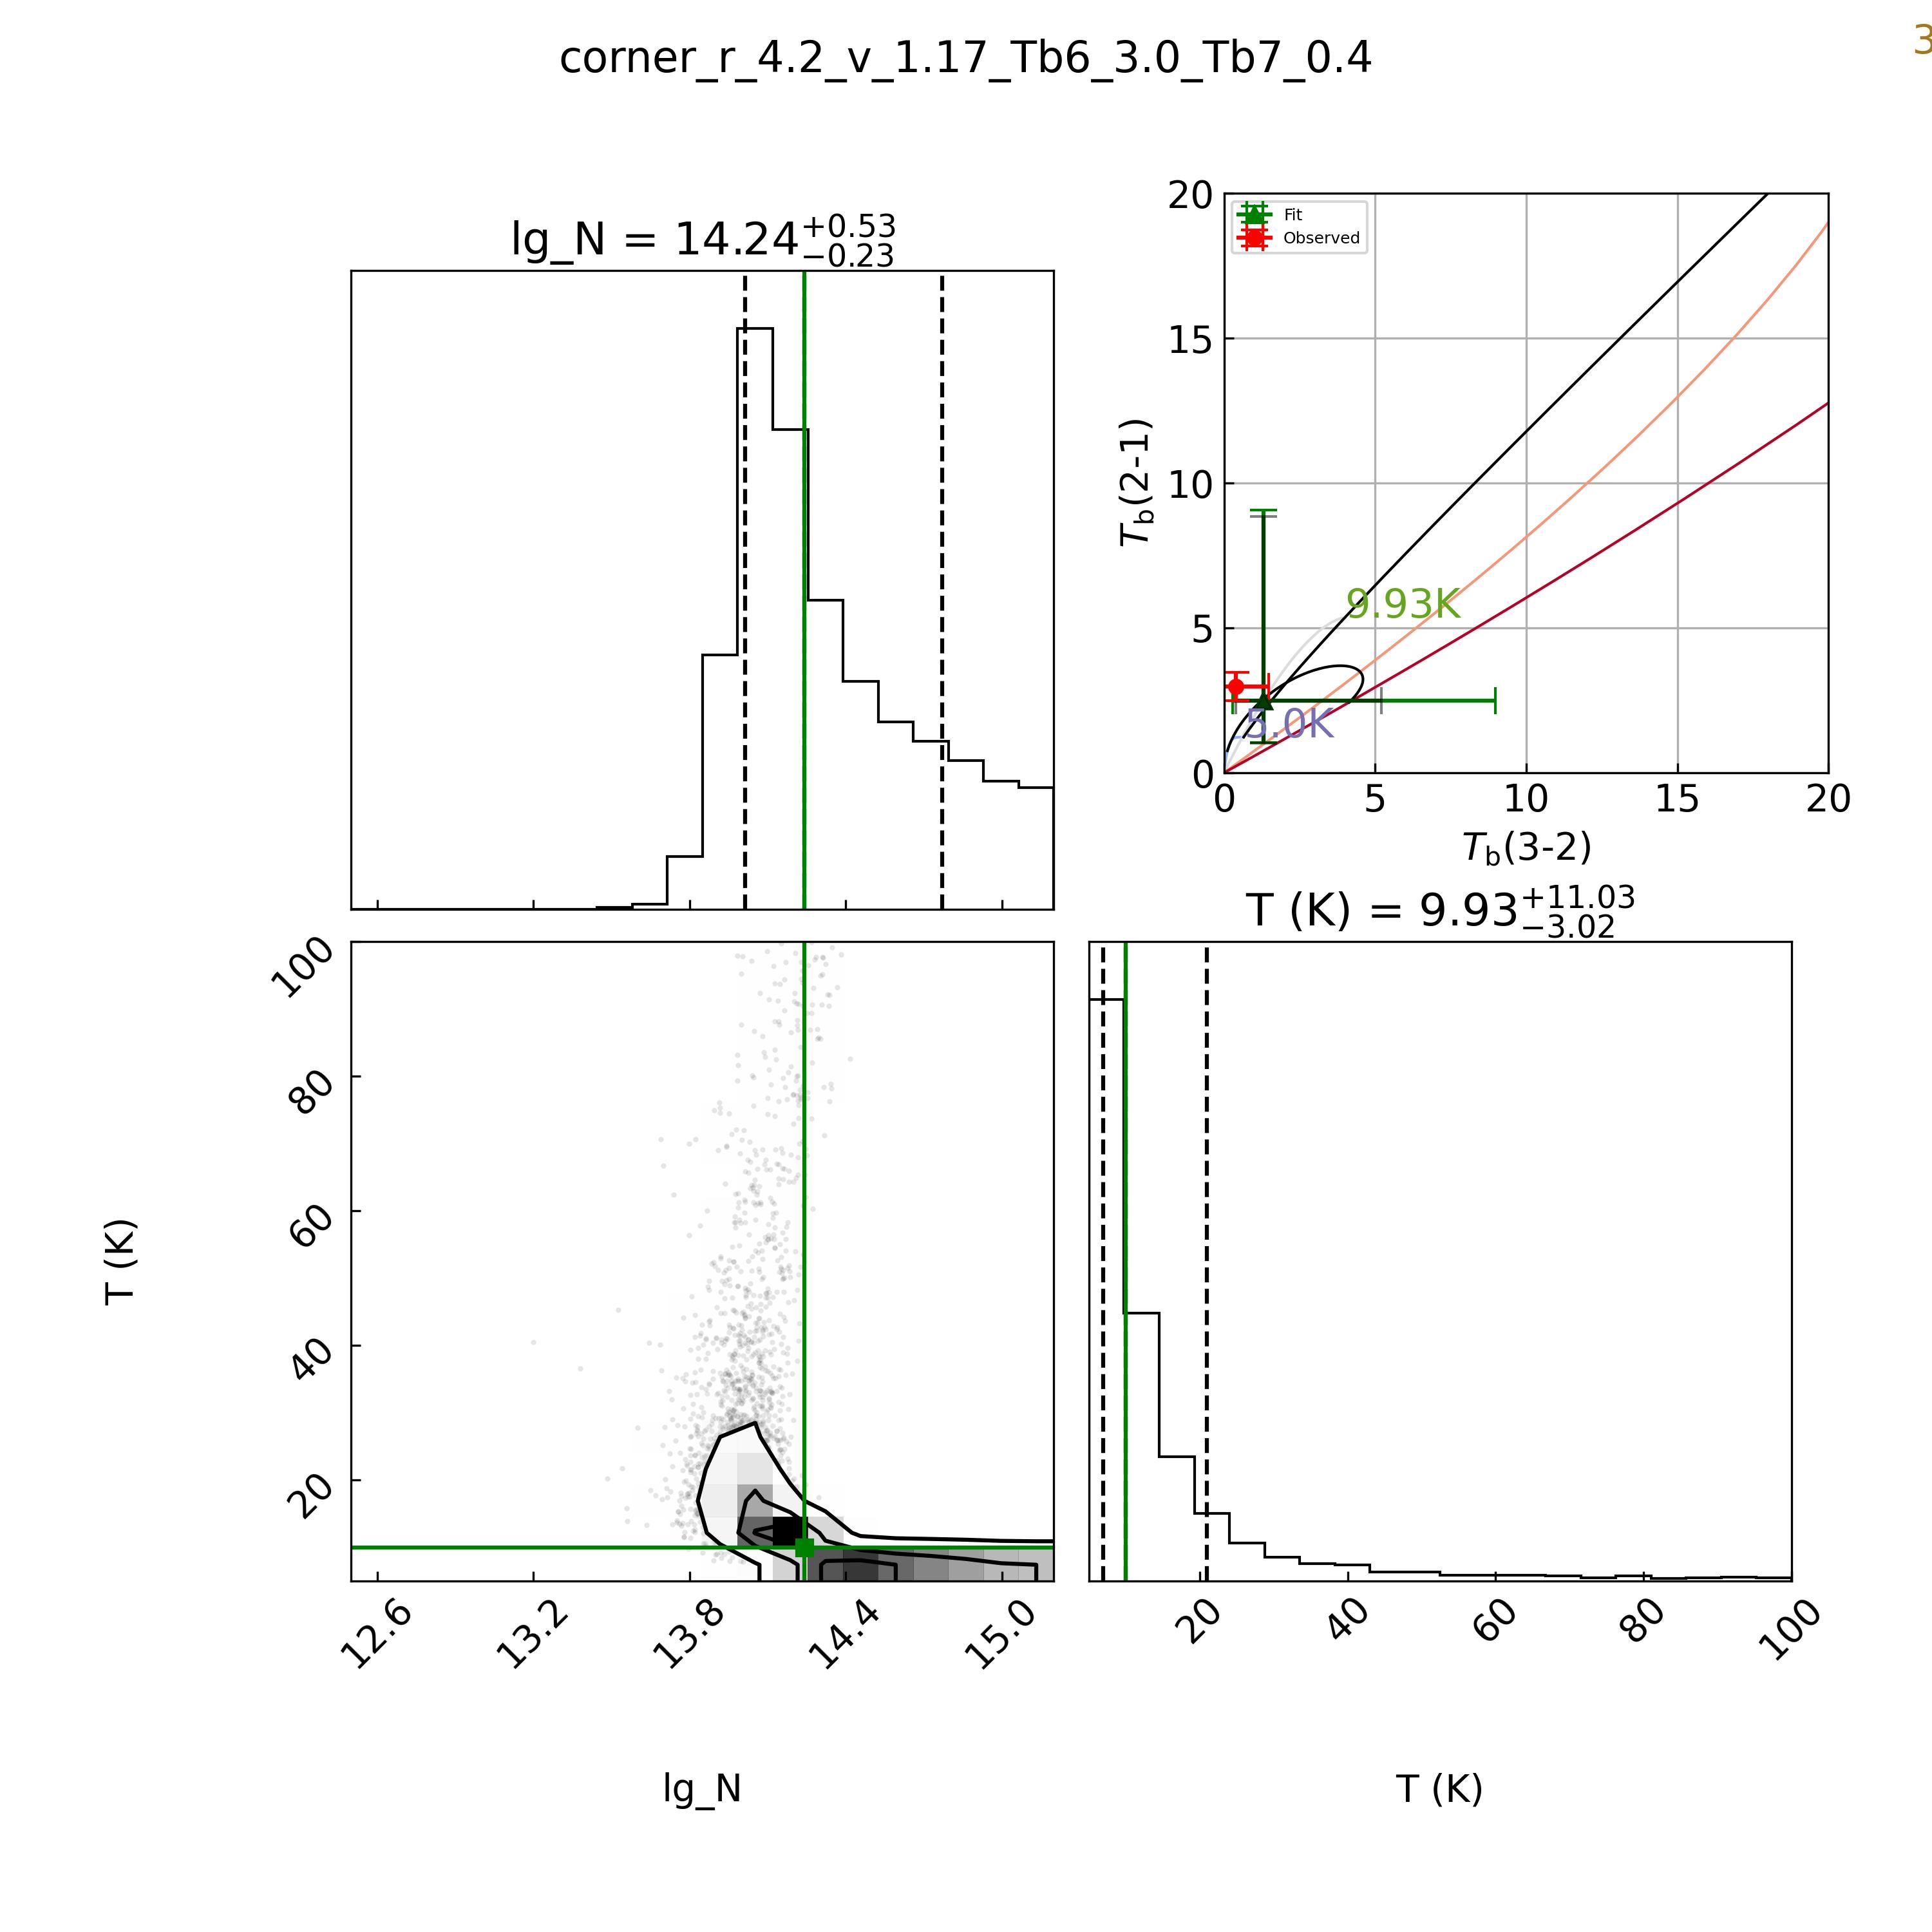 corner_r_4.2_v_1.17_Tb6_3.0_Tb7_0.4
3
lg_N = 14.24 +0.53 −0.23
20
15
10
5
0
T_b(2-1)
Fit
Observed
9.93K
5.0K
0 5 10 15 20
T_b(3-2)
T (K) = 9.93 +11.03 −3.02
100
80
60
40
20
T (K)
12.6 13.2 13.8 14.4 15.0
20 40 60 80 100
lg_N
T (K)